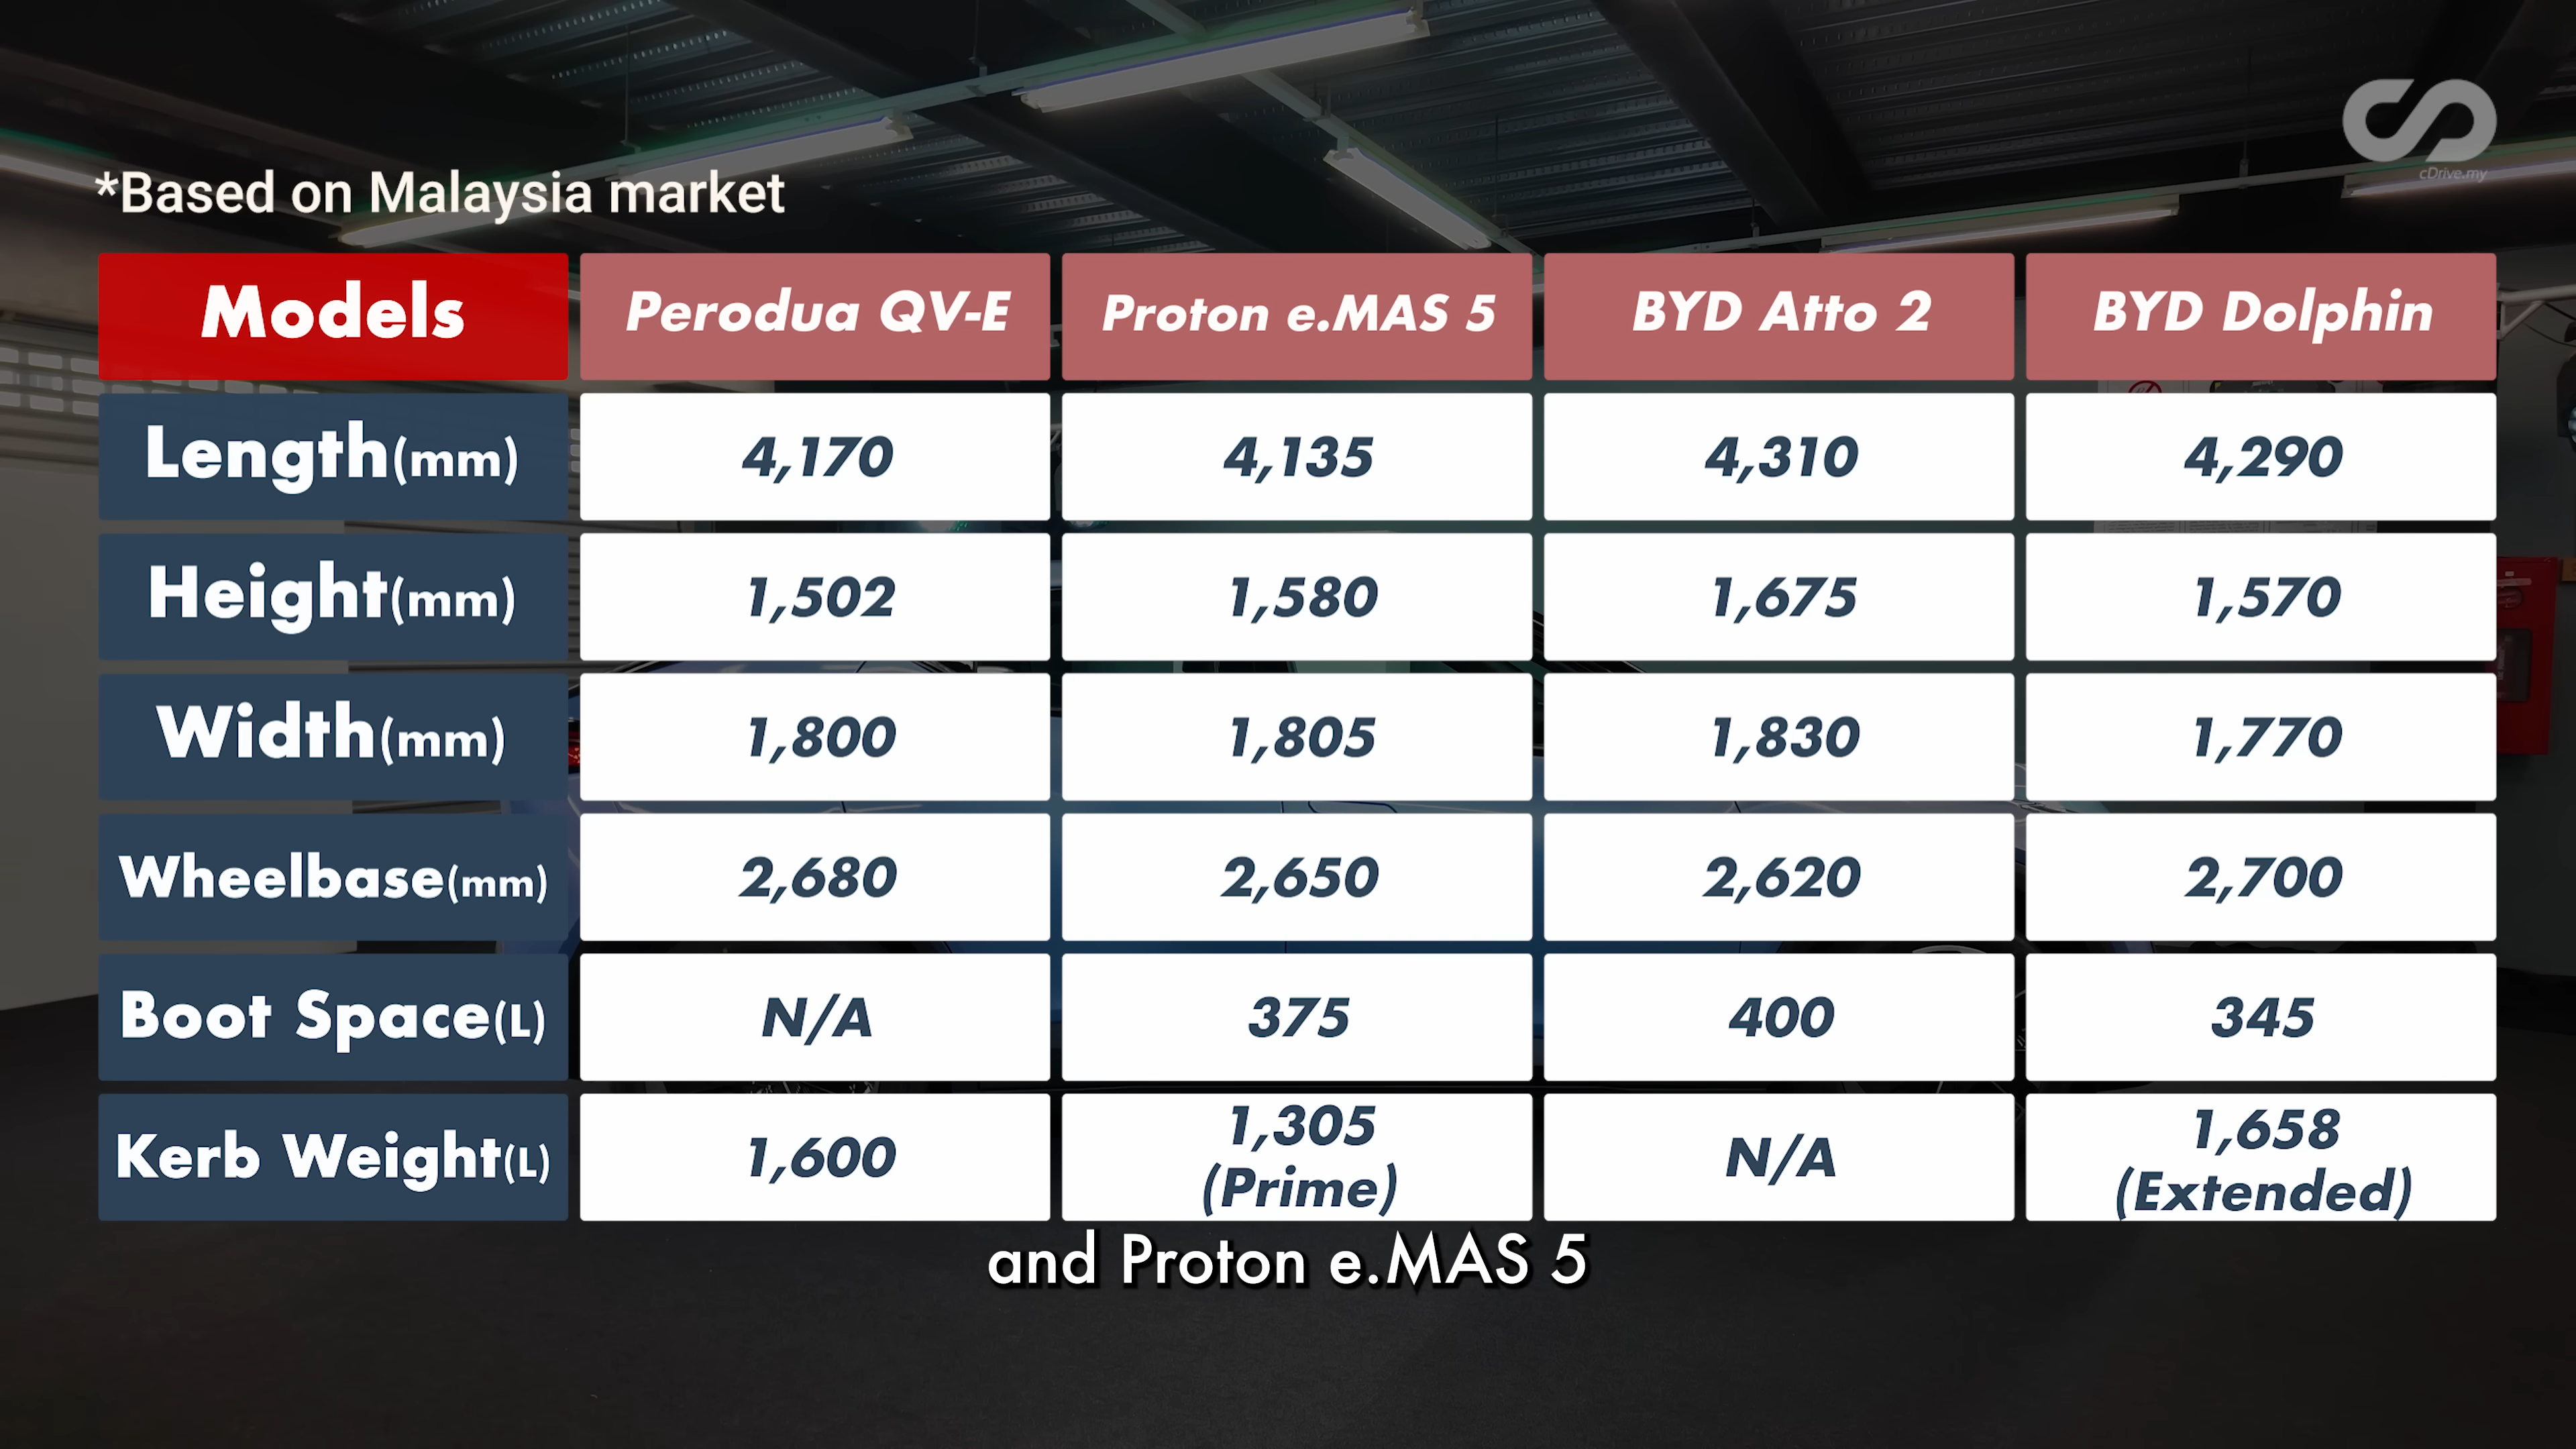 cDrive.my
*Based on Malaysia market
Models Perodua QV-E Proton e.MAS 5 BYD Atto 2 BYD Dolphin
Length(mm) 4,170 4,135 4,310 4,290
Height(mm) 1,502 1,580 1,675 1,570
Width(mm) 1,800 1,805 1,830 1,770
Wheelbase(mm) 2,680 2,650 2,620 2,700
Boot Space(L) N/A 375 400 345
Kerb Weight(L) 1,600 1,305 (Prime) N/A 1,658 (Extended)
and Proton e.MAS 5